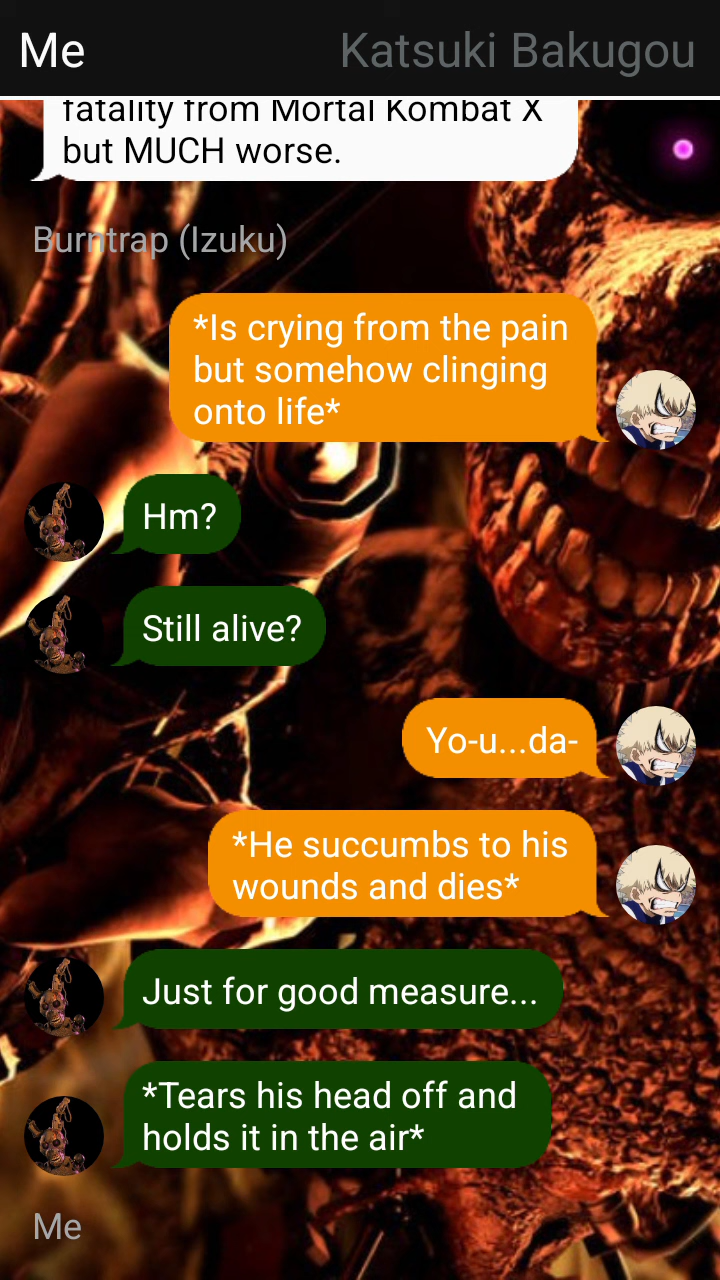 Me
Katsuki Bakugou
fatality from Mortal Kombat X
but MUCH worse.
Burntrap (Izuku)
*Is crying from the pain
but somehow clinging
onto life*
Hm?
Still alive?
Yo-u...da-
*He succumbs to his
wounds and dies*
Just for good measure...
*Tears his head off and
holds it in the air*
Me